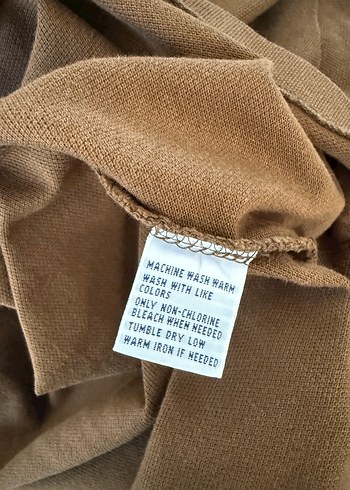 MACHINE WASH WARM
WASH WITH LIKE
COLORS
ONLY NON-CHLORINE
BLEACH WHEN NEEDED
TUMBLE DRY LOW
WARM IRON IF NEEDED